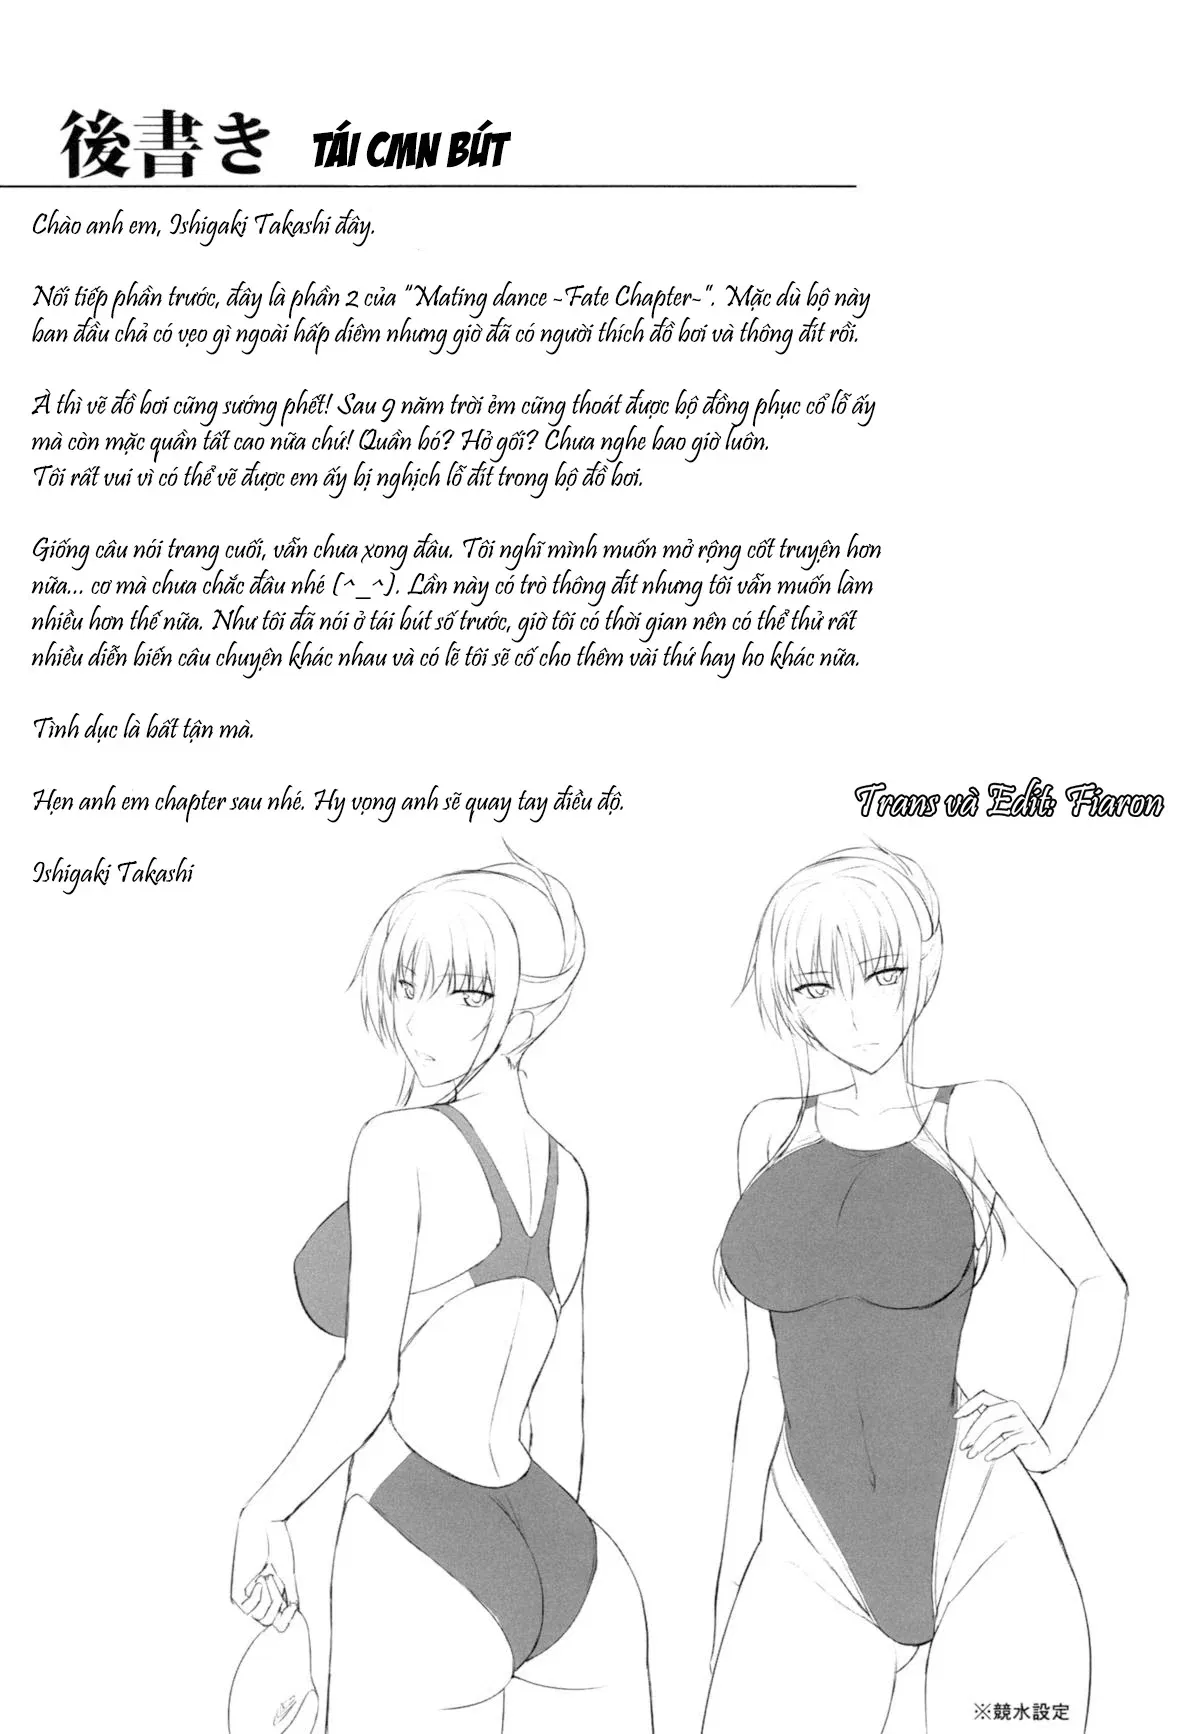 後書き TÁI CMN BÚT
Chào anh em, Ishigaki Takashi đây.
Nối tiếp phần trước, đây là phần 2 của "Mating dance ~Fate Chapter~". Mặc dù bộ này
ban đầu chả có vẹo gì ngoài hấp diêm nhưng giờ đã có người thích đồ bơi và thông đít rồi.
À thì vẽ đồ bơi cũng sướng phết! Sau 9 năm trời ẻm cũng thoát được bộ đồng phục cổ lỗ ấy
mà còn mặc quần tất cao nữa chứ! Quần bó? Hở gối? Chưa nghe bao giờ luôn.
Tôi rất vui vì có thể vẽ được em ấy bị nghịch lỗ đít trong bộ đồ bơi.
Giống câu nói trang cuối, vẫn chưa xong đâu. Tôi nghĩ mình muốn mở rộng cốt truyện hơn
nữa... cơ mà chưa chắc đâu nhé (^_^). Lần này có trò thông đít nhưng tôi vẫn muốn làm
nhiều hơn thế nữa. Như tôi đã nói ở tái bút số trước, giờ tôi có thời gian nên có thể thử rất
nhiều diễn biến câu chuyện khác nhau và có lẽ tôi sẽ cố cho thêm vài thứ hay ho khác nữa.
Tình dục là bất tận mà.
Hẹn anh em chapter sau nhé. Hy vọng anh sẽ quay tay điều độ.
Trans và Edit: Fiaron
Ishigaki Takashi
※競水設定